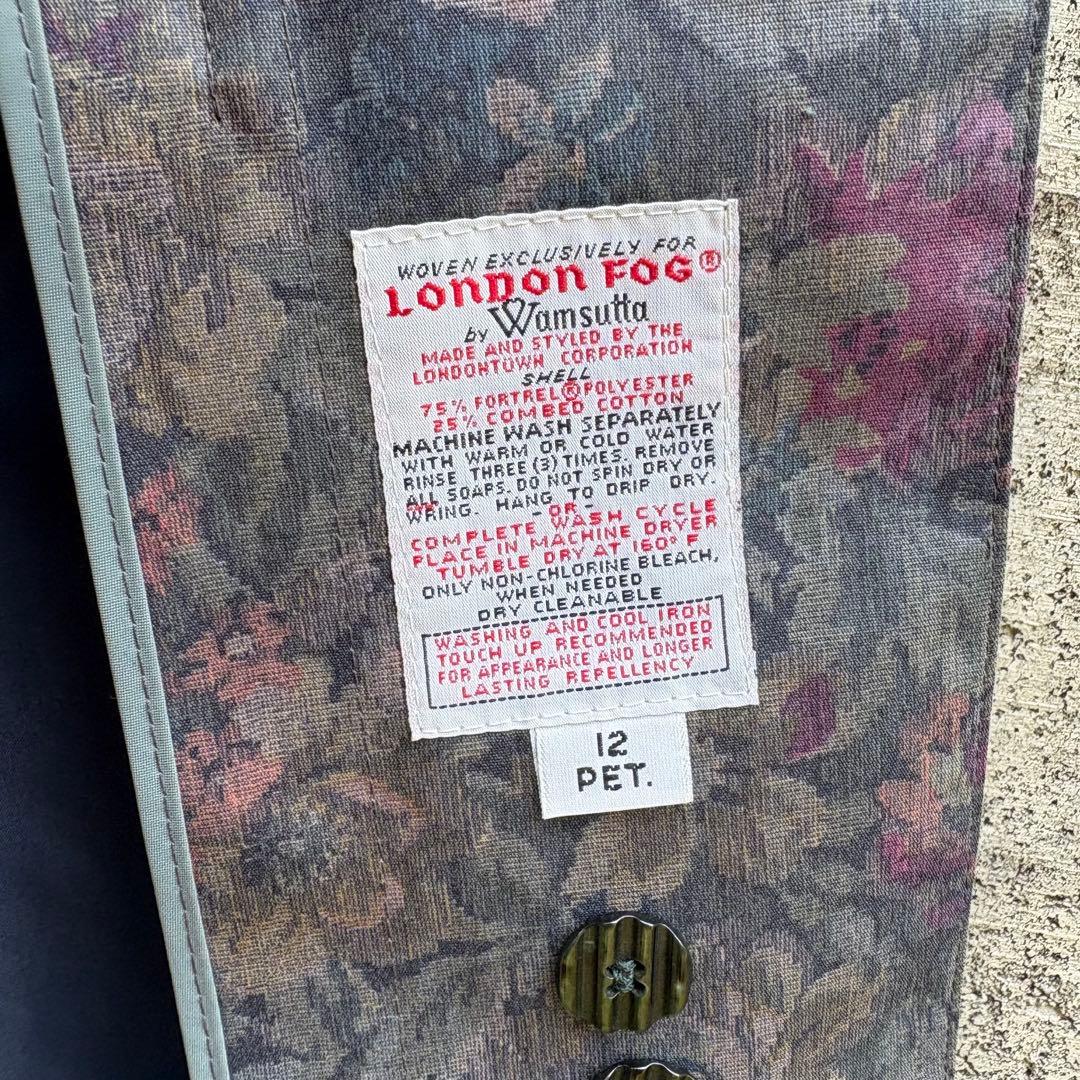 WOVEN EXCLUSIVELY FOR
LONDON FOG®
by Wamsutta
MADE AND STYLED BY THE
LONDONTOWN CORPORATION
SHELL
75% FORTREL® POLYESTER
25% COMBED COTTON
MACHINE WASH SEPARATELY
WITH WARM OR COLD WATER
RINSE THREE (3) TIMES. REMOVE
ALL SOAPS. DO NOT SPIN DRY OR
WRING. HANG TO DRIP DRY.
- OR -
COMPLETE WASH CYCLE
PLACE IN MACHINE DRYER
TUMBLE DRY AT 160° F
ONLY NON-CHLORINE BLEACH,
WHEN NEEDED
DRY CLEANABLE
WASHING AND COOL IRON
TOUCH UP RECOMMENDED
FOR APPEARANCE AND LONGER
LASTING REPELLENCY
12
PET.